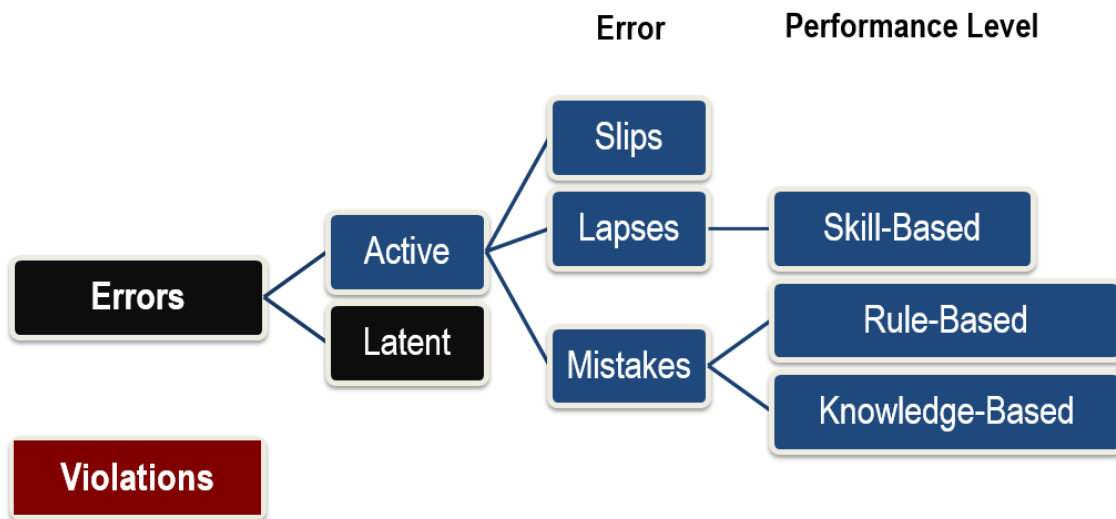 Error
Performance Level
Slips
Lapses
Skill-Based
Active
Errors
Latent
Rule-Based
Mistakes
Knowledge-Based
Violations